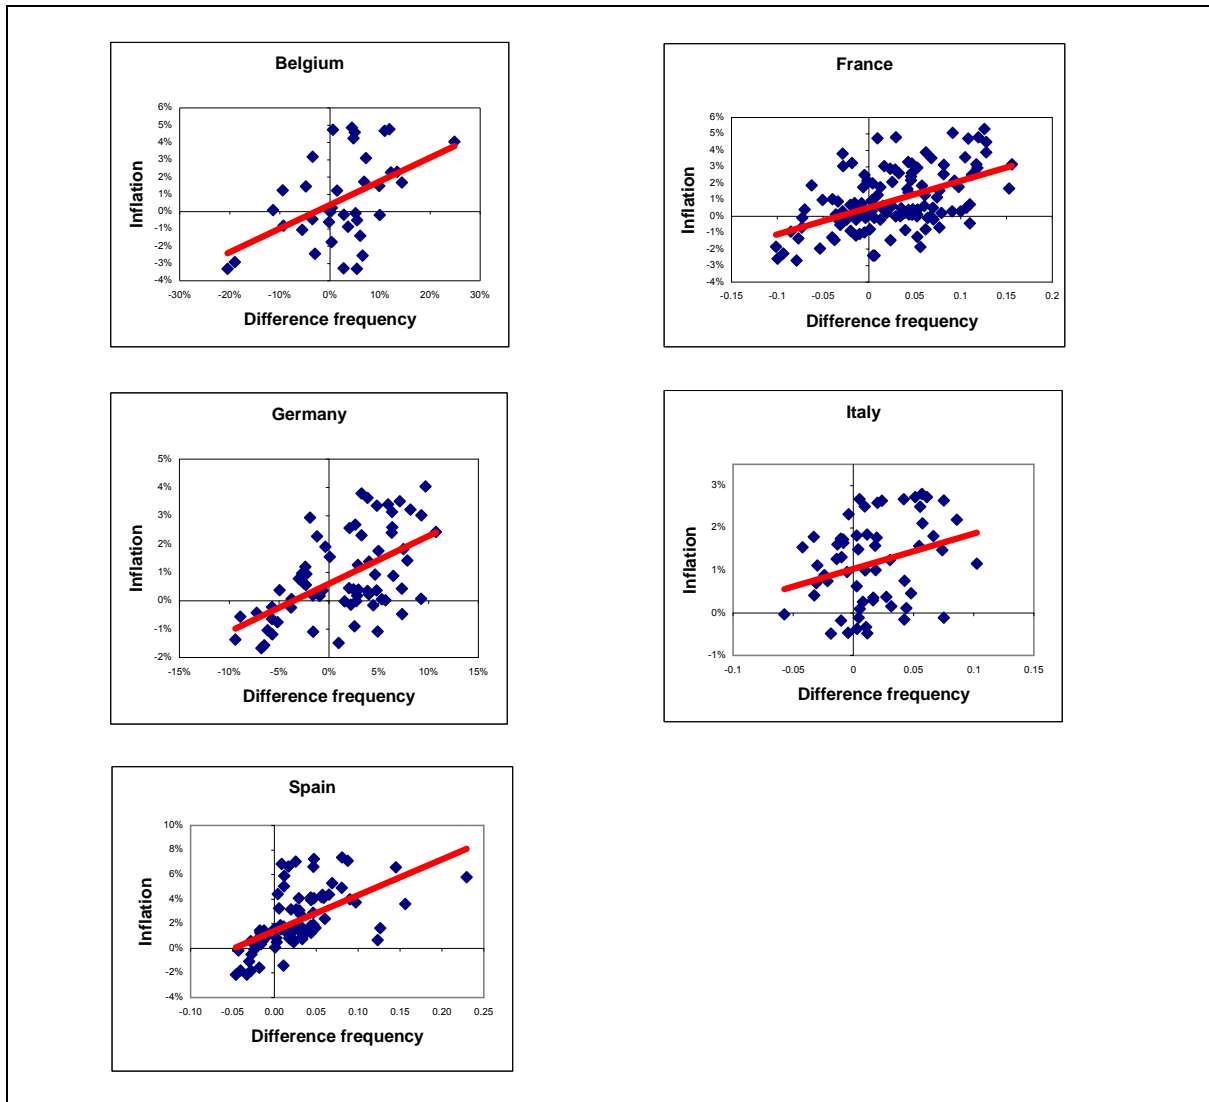 Belgium
6%
5%
4%
3%
2%
1%
0%
-1%
-2%
-3%
-4%
-30% -20% -10% 0% 10% 20% 30%
Inflation
Difference frequency
France
6%
5%
4%
3%
2%
1%
0%
-1%
-2%
-3%
-4%
-0.15 -0.1 -0.05 0 0.05 0.1 0.15 0.2
Inflation
Difference frequency
Germany
5%
4%
3%
2%
1%
0%
-1%
-2%
-15% -10% -5% 0% 5% 10% 15%
Inflation
Difference frequency
Italy
3%
2%
1%
0%
-1%
-0.1 -0.05 0 0.05 0.1 0.15
Inflation
Difference frequency
Spain
10%
8%
6%
4%
2%
0%
-2%
-4%
-0.10 -0.05 0.00 0.05 0.10 0.15 0.20 0.25
Inflation
Difference frequency